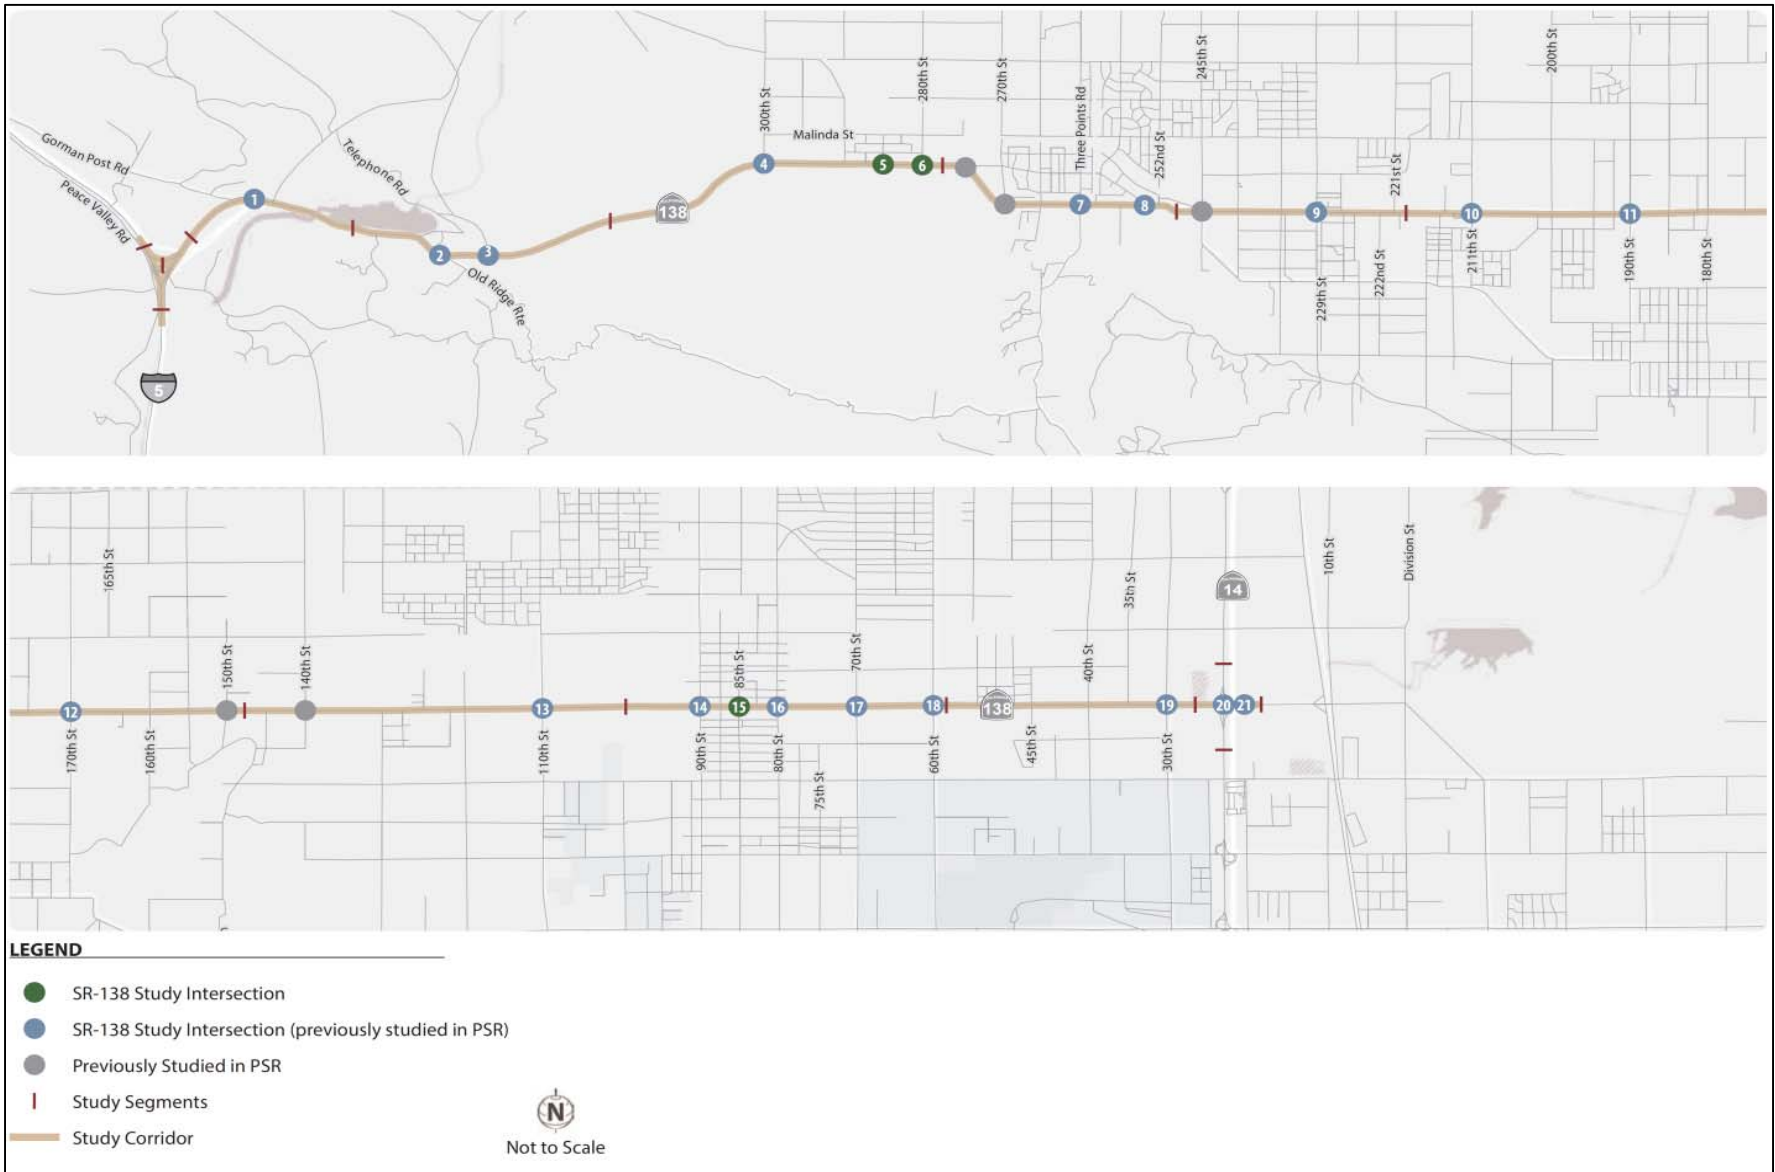 Gorman Post Rd
Peace Valley Rd
Telephone Rd
Old Ridge Rte
300th St
Malinda St
280th St
270th St
Three Points Rd
252nd St
245th St
229th St
222nd St
221st St
211th St
200th St
190th St
180th St
1
2
3
138
4
5
6
7
8
9
10
11
5
165th St
150th St
140th St
85th St
70th St
40th St
35th St
14
10th St
Division St
12
13
14
15
16
17
18
138
19
20
21
170th St
160th St
110th St
90th St
80th St
75th St
60th St
45th St
30th St
LEGEND
SR-138 Study Intersection
SR-138 Study Intersection (previously studied in PSR)
Previously Studied in PSR
Study Segments
Study Corridor
N
Not to Scale